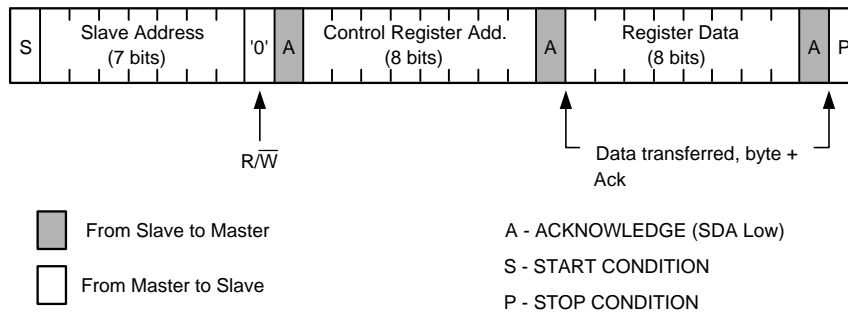 S Slave Address (7 bits) '0' A Control Register Add. (8 bits) A Register Data (8 bits) A P
R/W̅
Data transferred, byte +
Ack
From Slave to Master
From Master to Slave
A - ACKNOWLEDGE (SDA Low)
S - START CONDITION
P - STOP CONDITION